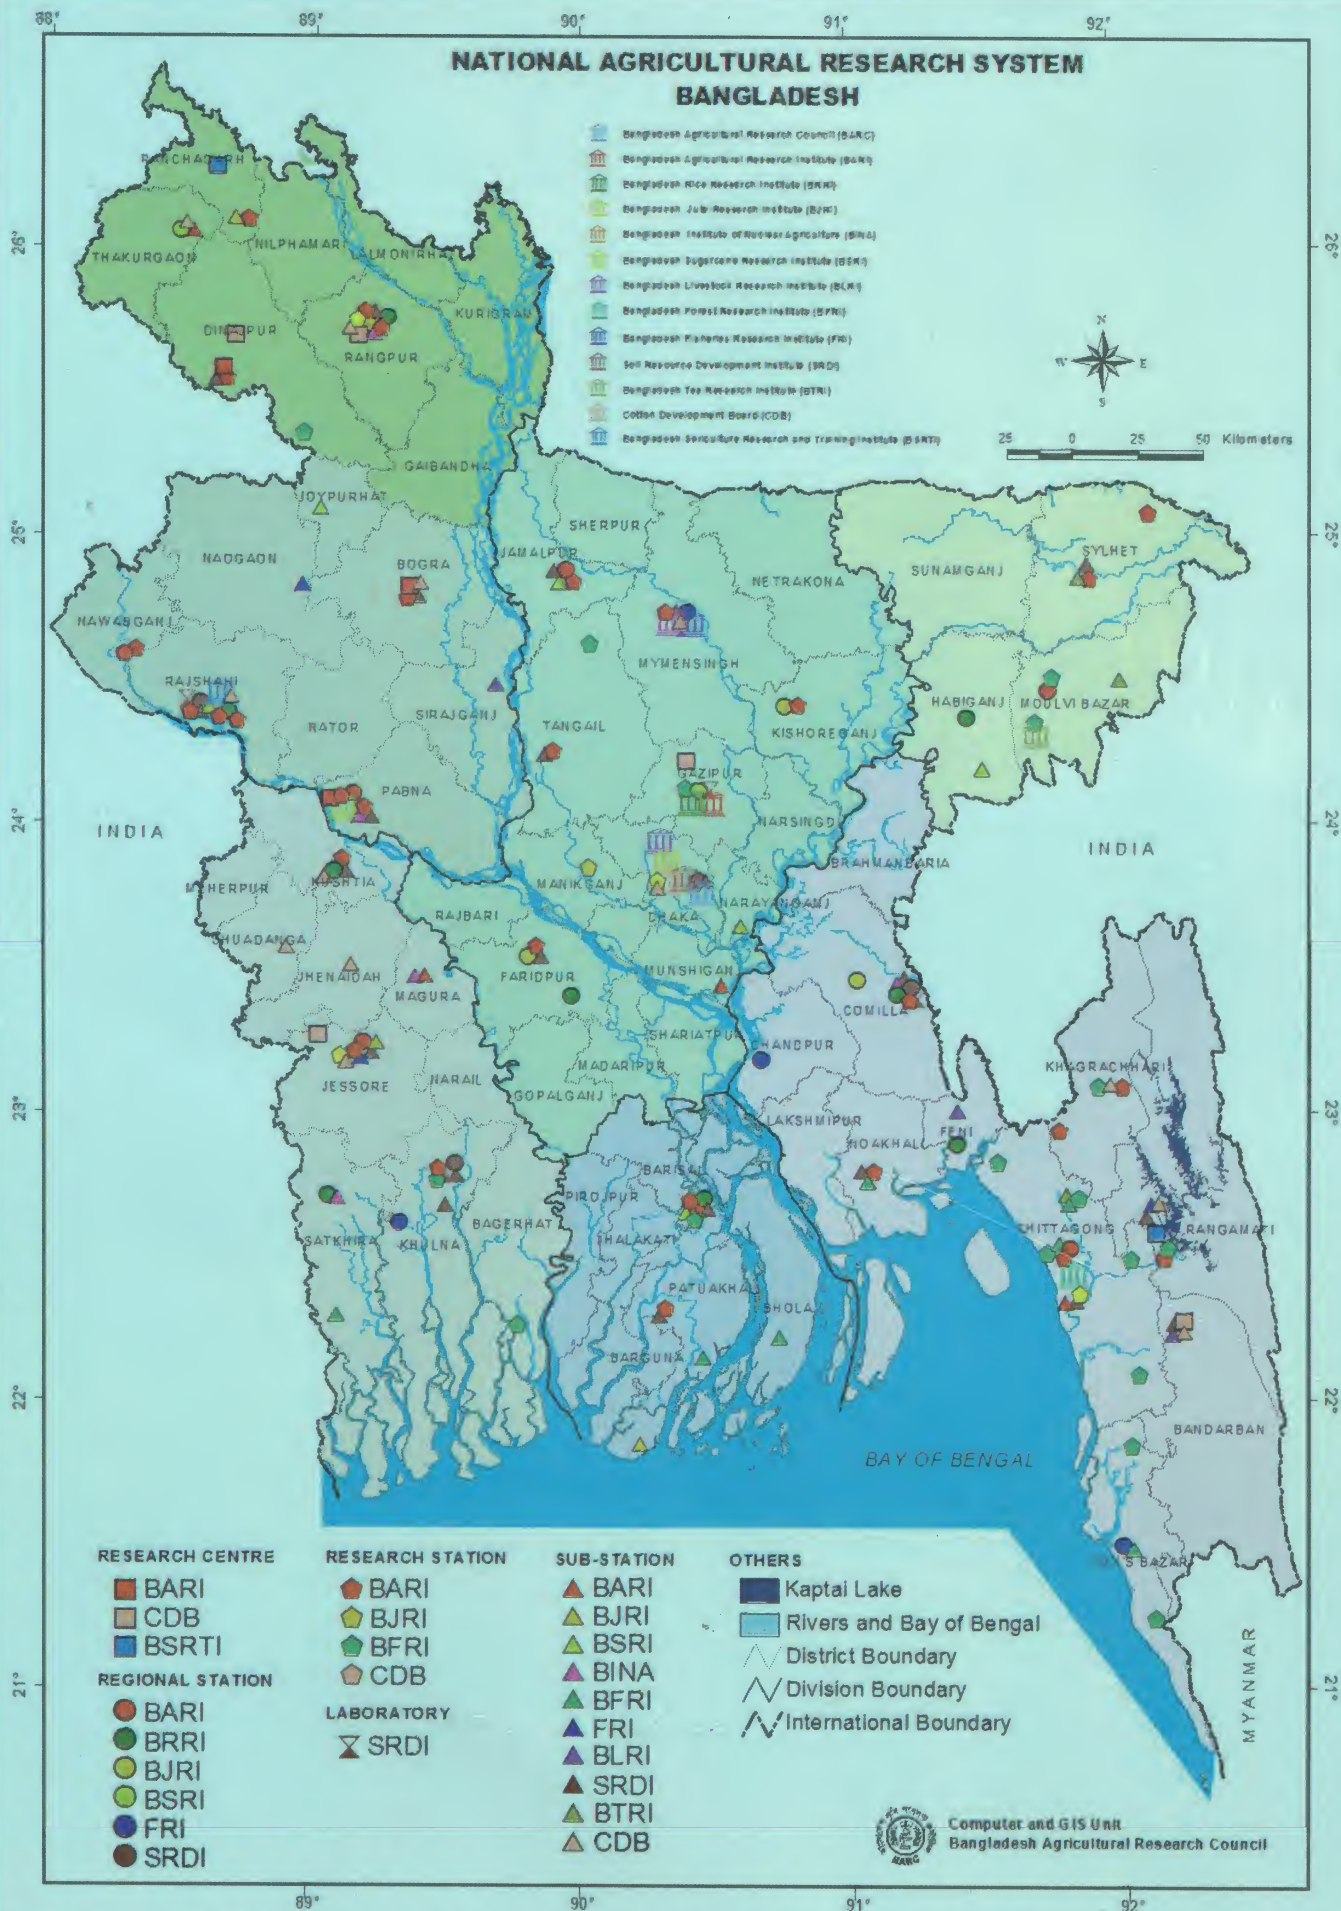 88° 89° 90° 91° 92°
NATIONAL AGRICULTURAL RESEARCH SYSTEM
BANGLADESH
Bangladesh Agricultural Research Council (BARC)
Bangladesh Agricultural Research Institute (BARI)
Bangladesh Rice Research Institute (BRRI)
Bangladesh Jute Research Institute (BJRI)
Bangladesh Institute of Nuclear Agriculture (BINA)
Bangladesh Sugarcane Research Institute (BSRI)
Bangladesh Livestock Research Institute (BLRI)
Bangladesh Forest Research Institute (BFRI)
Bangladesh Fisheries Research Institute (FRI)
Soil Resource Development Institute (SRDI)
Bangladesh Tea Research Institute (BTRI)
Cotton Development Board (CDB)
Bangladesh Sericulture Research and Training Institute (BSRTI)
N
W E
S
25 0 25 50 Kilometers
26° 26°
25° 25°
24° 24°
23° 23°
22° 22°
21° 21°
PANCHAGARH
THAKURGAON
NILPHAMARI
LALMONIRHAT
KURIGRAM
DINAJPUR
RANGPUR
GAIBANDHA
JOYPURHAT
NAOGAON
BOGRA
JAMALPUR
SHERPUR
NETRAKONA
SUNAMGANJ
SYLHET
NAWABGANJ
RAJSHAHI
NATOR
SIRAJGANJ
TANGAIL
MYMENSINGH
KISHOREGANJ
HABIGANJ
MOULVI BAZAR
PABNA
GAZIPUR
NARSINGDI
INDIA
INDIA
MEHERPUR
KUSHTIA
MANIKGANJ
DHAKA
NARAYANGANJ
BRAHMANBARIA
CHUADANGA
JHENAIDAH
MAGURA
RAJBARI
FARIDPUR
MUNSHIGANJ
COMILLA
SHARIATPUR
CHANDPUR
MADARIPUR
GOPALGANJ
JESSORE
NARAIL
LAKSHMIPUR
NOAKHALI
FENI
KHAGRACHHARI
BARISAL
PIROJPUR
JHALAKATI
BAGERHAT
SATKHIRA
KHULNA
PATUAKHALI
BHOLA
BARGUNA
CHITTAGONG
RANGAMATI
BANDARBAN
BAY OF BENGAL
COX'S BAZAR
MYANMAR
RESEARCH CENTRE
BARI
CDB
BSRTI
REGIONAL STATION
BARI
BRRI
BJRI
BSRI
FRI
SRDI
RESEARCH STATION
BARI
BJRI
BFRI
CDB
LABORATORY
SRDI
SUB-STATION
BARI
BJRI
BSRI
BINA
BFRI
FRI
BLRI
SRDI
BTRI
CDB
OTHERS
Kaptai Lake
Rivers and Bay of Bengal
District Boundary
Division Boundary
International Boundary
BARC
Computer and GIS Unit
Bangladesh Agricultural Research Council
89° 90° 91° 92°